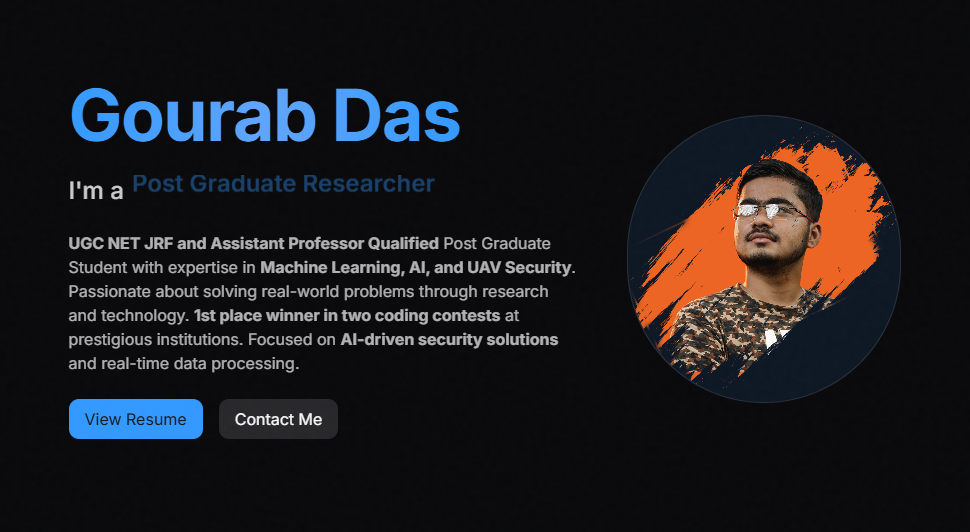 Gourab Das
I'm a Post Graduate Researcher
UGC NET JRF and Assistant Professor Qualified Post Graduate
Student with expertise in Machine Learning, AI, and UAV Security.
Passionate about solving real-world problems through research
and technology. 1st place winner in two coding contests at
prestigious institutions. Focused on AI-driven security solutions
and real-time data processing.
View Resume
Contact Me